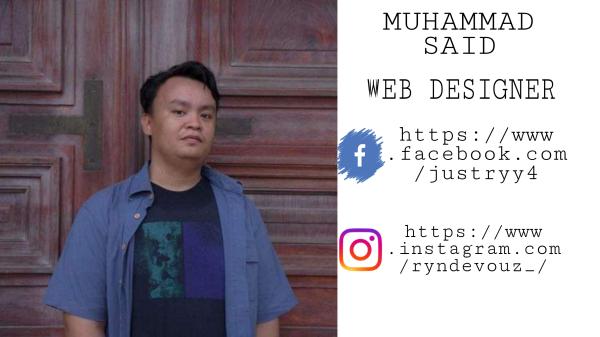 MUHAMMAD
SAID
WEB DESIGNER
https://www
.facebook.com
/justryy4
https://www
.instagram.com
/ryndevouz_/